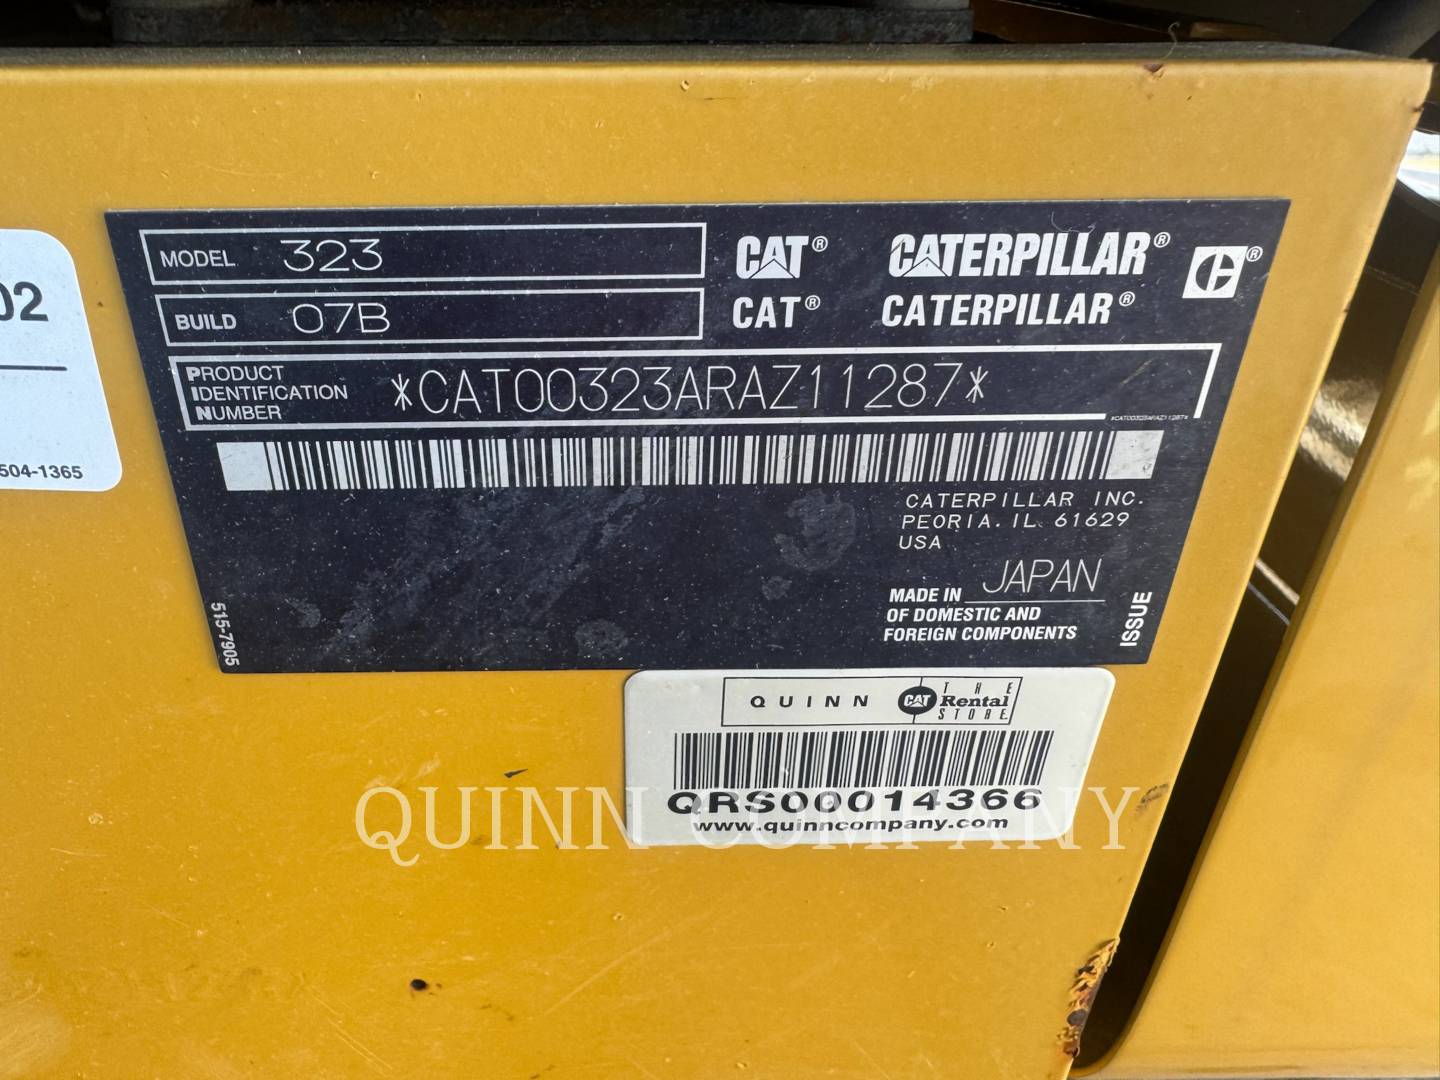 MODEL 323
BUILD 07B
PRODUCT
IDENTIFICATION
NUMBER
*CAT00323ARAZ11287*
*CAT00323ARAZ11287*
CAT® CATERPILLAR® C®
CAT® CATERPILLAR®
CATERPILLAR INC.
PEORIA. IL 61629
USA
MADE IN JAPAN
OF DOMESTIC AND
FOREIGN COMPONENTS
ISSUE
515-7905
02
504-1365
QUINN CAT THE
Rental
STORE.
QRS00014366
www.quinncompany.com
QUINN COMPANY